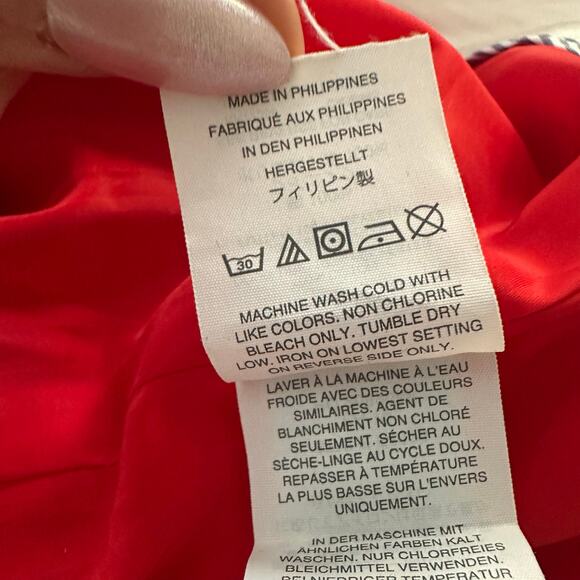 MADE IN PHILIPPINES
FABRIQUÉ AUX PHILIPPINES
IN DEN PHILIPPINEN
HERGESTELLT
フィリピン製
30
MACHINE WASH COLD WITH
LIKE COLORS. NON CHLORINE
BLEACH ONLY. TUMBLE DRY
LOW. IRON ON LOWEST SETTING
ON REVERSE SIDE ONLY.
LAVER À LA MACHINE À L'EAU
FROIDE AVEC DES COULEURS
SIMILAIRES. AGENT DE
BLANCHIMENT NON CHLORÉ
SEULEMENT. SÉCHER AU
SÈCHE-LINGE AU CYCLE DOUX.
REPASSER À TEMPÉRATURE
LA PLUS BASSE SUR L'ENVERS
UNIQUEMENT.
IN DER MASCHINE MIT
ÄHNLICHEN FARBEN KALT
WASCHEN. NUR CHLORFREIES
BLEICHMITTEL VERWENDEN.
BEI NIEDRIGER TEMPERATUR